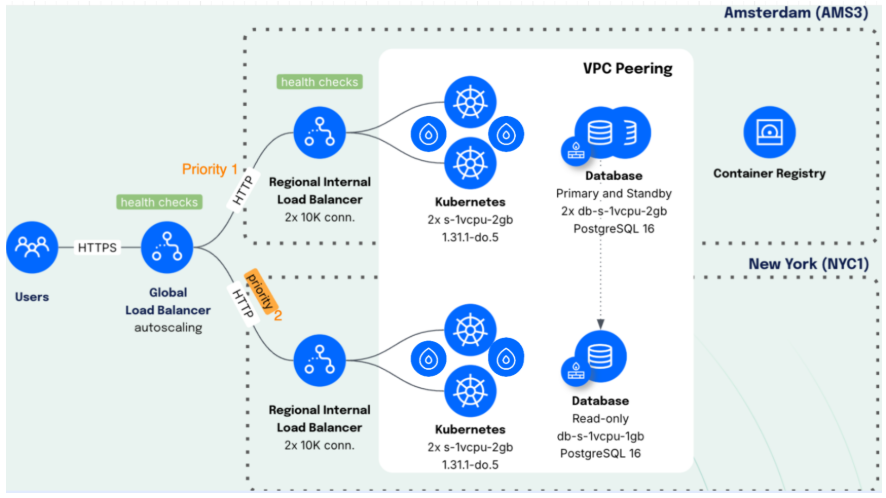 Amsterdam (AMS3)
VPC Peering
health checks
Priority 1
HTTP
Regional Internal
Load Balancer
2x 10K conn.
Kubernetes
2x s-1vcpu-2gb
1.31.1-do.5
Database
Primary and Standby
2x db-s-1vcpu-2gb
PostgreSQL 16
Container Registry
health checks
HTTPS
Users
Global
Load Balancer
autoscaling
New York (NYC1)
priority 2
HTTP
Regional Internal
Load Balancer
2x 10K conn.
Kubernetes
2x s-1vcpu-2gb
1.31.1-do.5
Database
Read-only
db-s-1vcpu-1gb
PostgreSQL 16